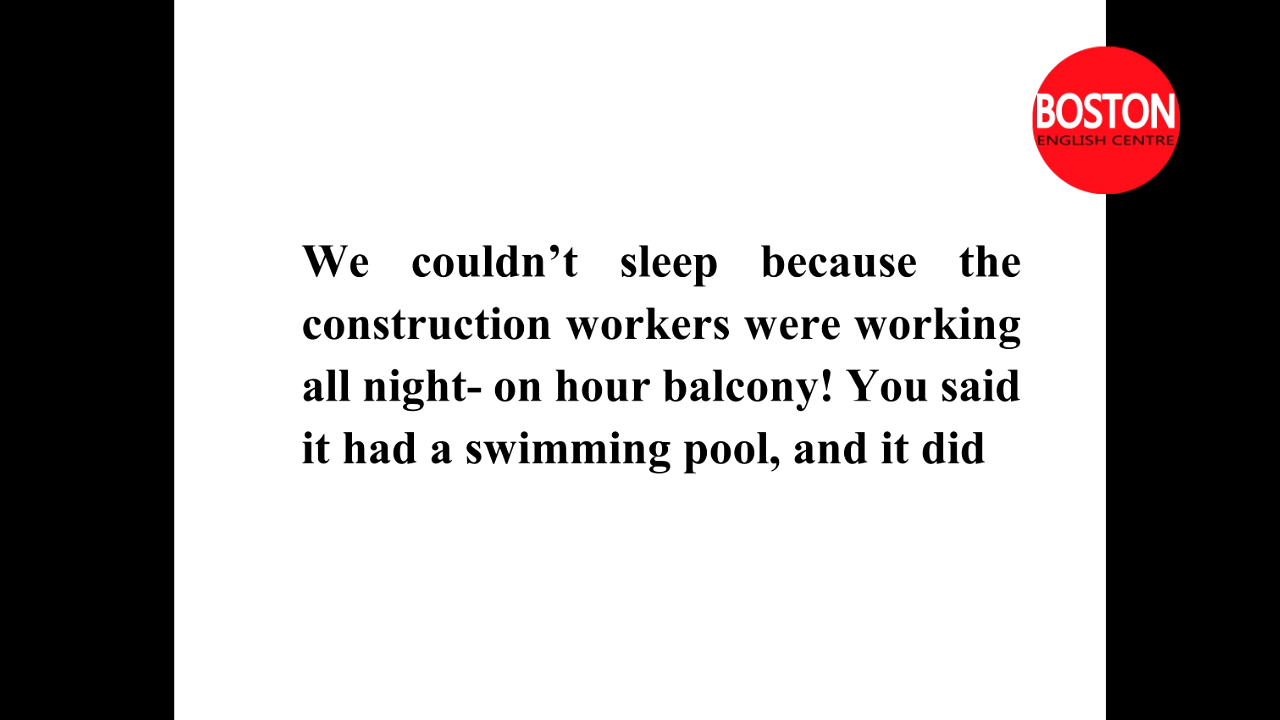 BOSTON
ENGLISH CENTRE
We couldn’t sleep because the
construction workers were working
all night- on hour balcony! You said
it had a swimming pool, and it did